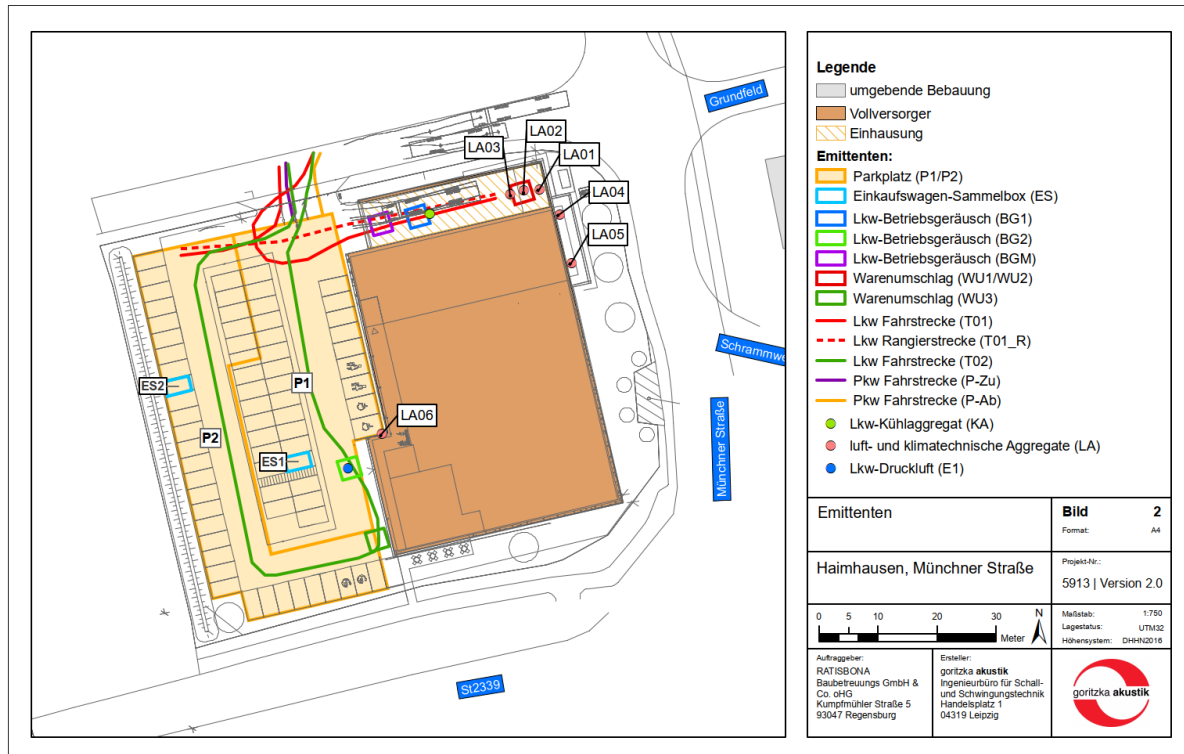 Grundfeld
LA02
LA03
LA01
LA04
LA05
Schrammwe
Münchner Straße
ES2
P1
P2
LA06
ES1
St2339
Legende
umgebende Bebauung
Vollversorger
Einhausung
Emittenten:
Parkplatz (P1/P2)
Einkaufswagen-Sammelbox (ES)
Lkw-Betriebsgeräusch (BG1)
Lkw-Betriebsgeräusch (BG2)
Lkw-Betriebsgeräusch (BGM)
Warenumschlag (WU1/WU2)
Warenumschlag (WU3)
Lkw Fahrstrecke (T01)
Lkw Rangierstrecke (T01_R)
Lkw Fahrstrecke (T02)
Pkw Fahrstrecke (P-Zu)
Pkw Fahrstrecke (P-Ab)
Lkw-Kühlaggregat (KA)
luft- und klimatechnische Aggregate (LA)
Lkw-Druckluft (E1)
Emittenten
Bild 2
Format: A4
Haimhausen, Münchner Straße
Projekt-Nr.:
5913 | Version 2.0
0 5 10 20 30
Meter
N
Maßstab: 1:750
Lagestatus: UTM32
Höhensystem: DHHN2016
Auftraggeber:
RATISBONA
Baubetreuungs GmbH &
Co. oHG
Kumpfmühler Straße 5
93047 Regensburg
Ersteller:
goritzka akustik
Ingenieurbüro für Schall-
und Schwingungstechnik
Handelsplatz 1
04319 Leipzig
goritzka akustik